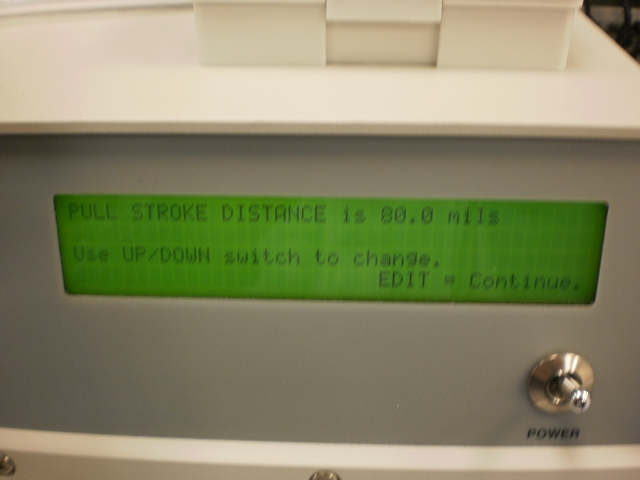 PULL STROKE DISTANCE is 80.0 mils
Use UP/DOWN switch to change.
EDIT = Continue.
POWER